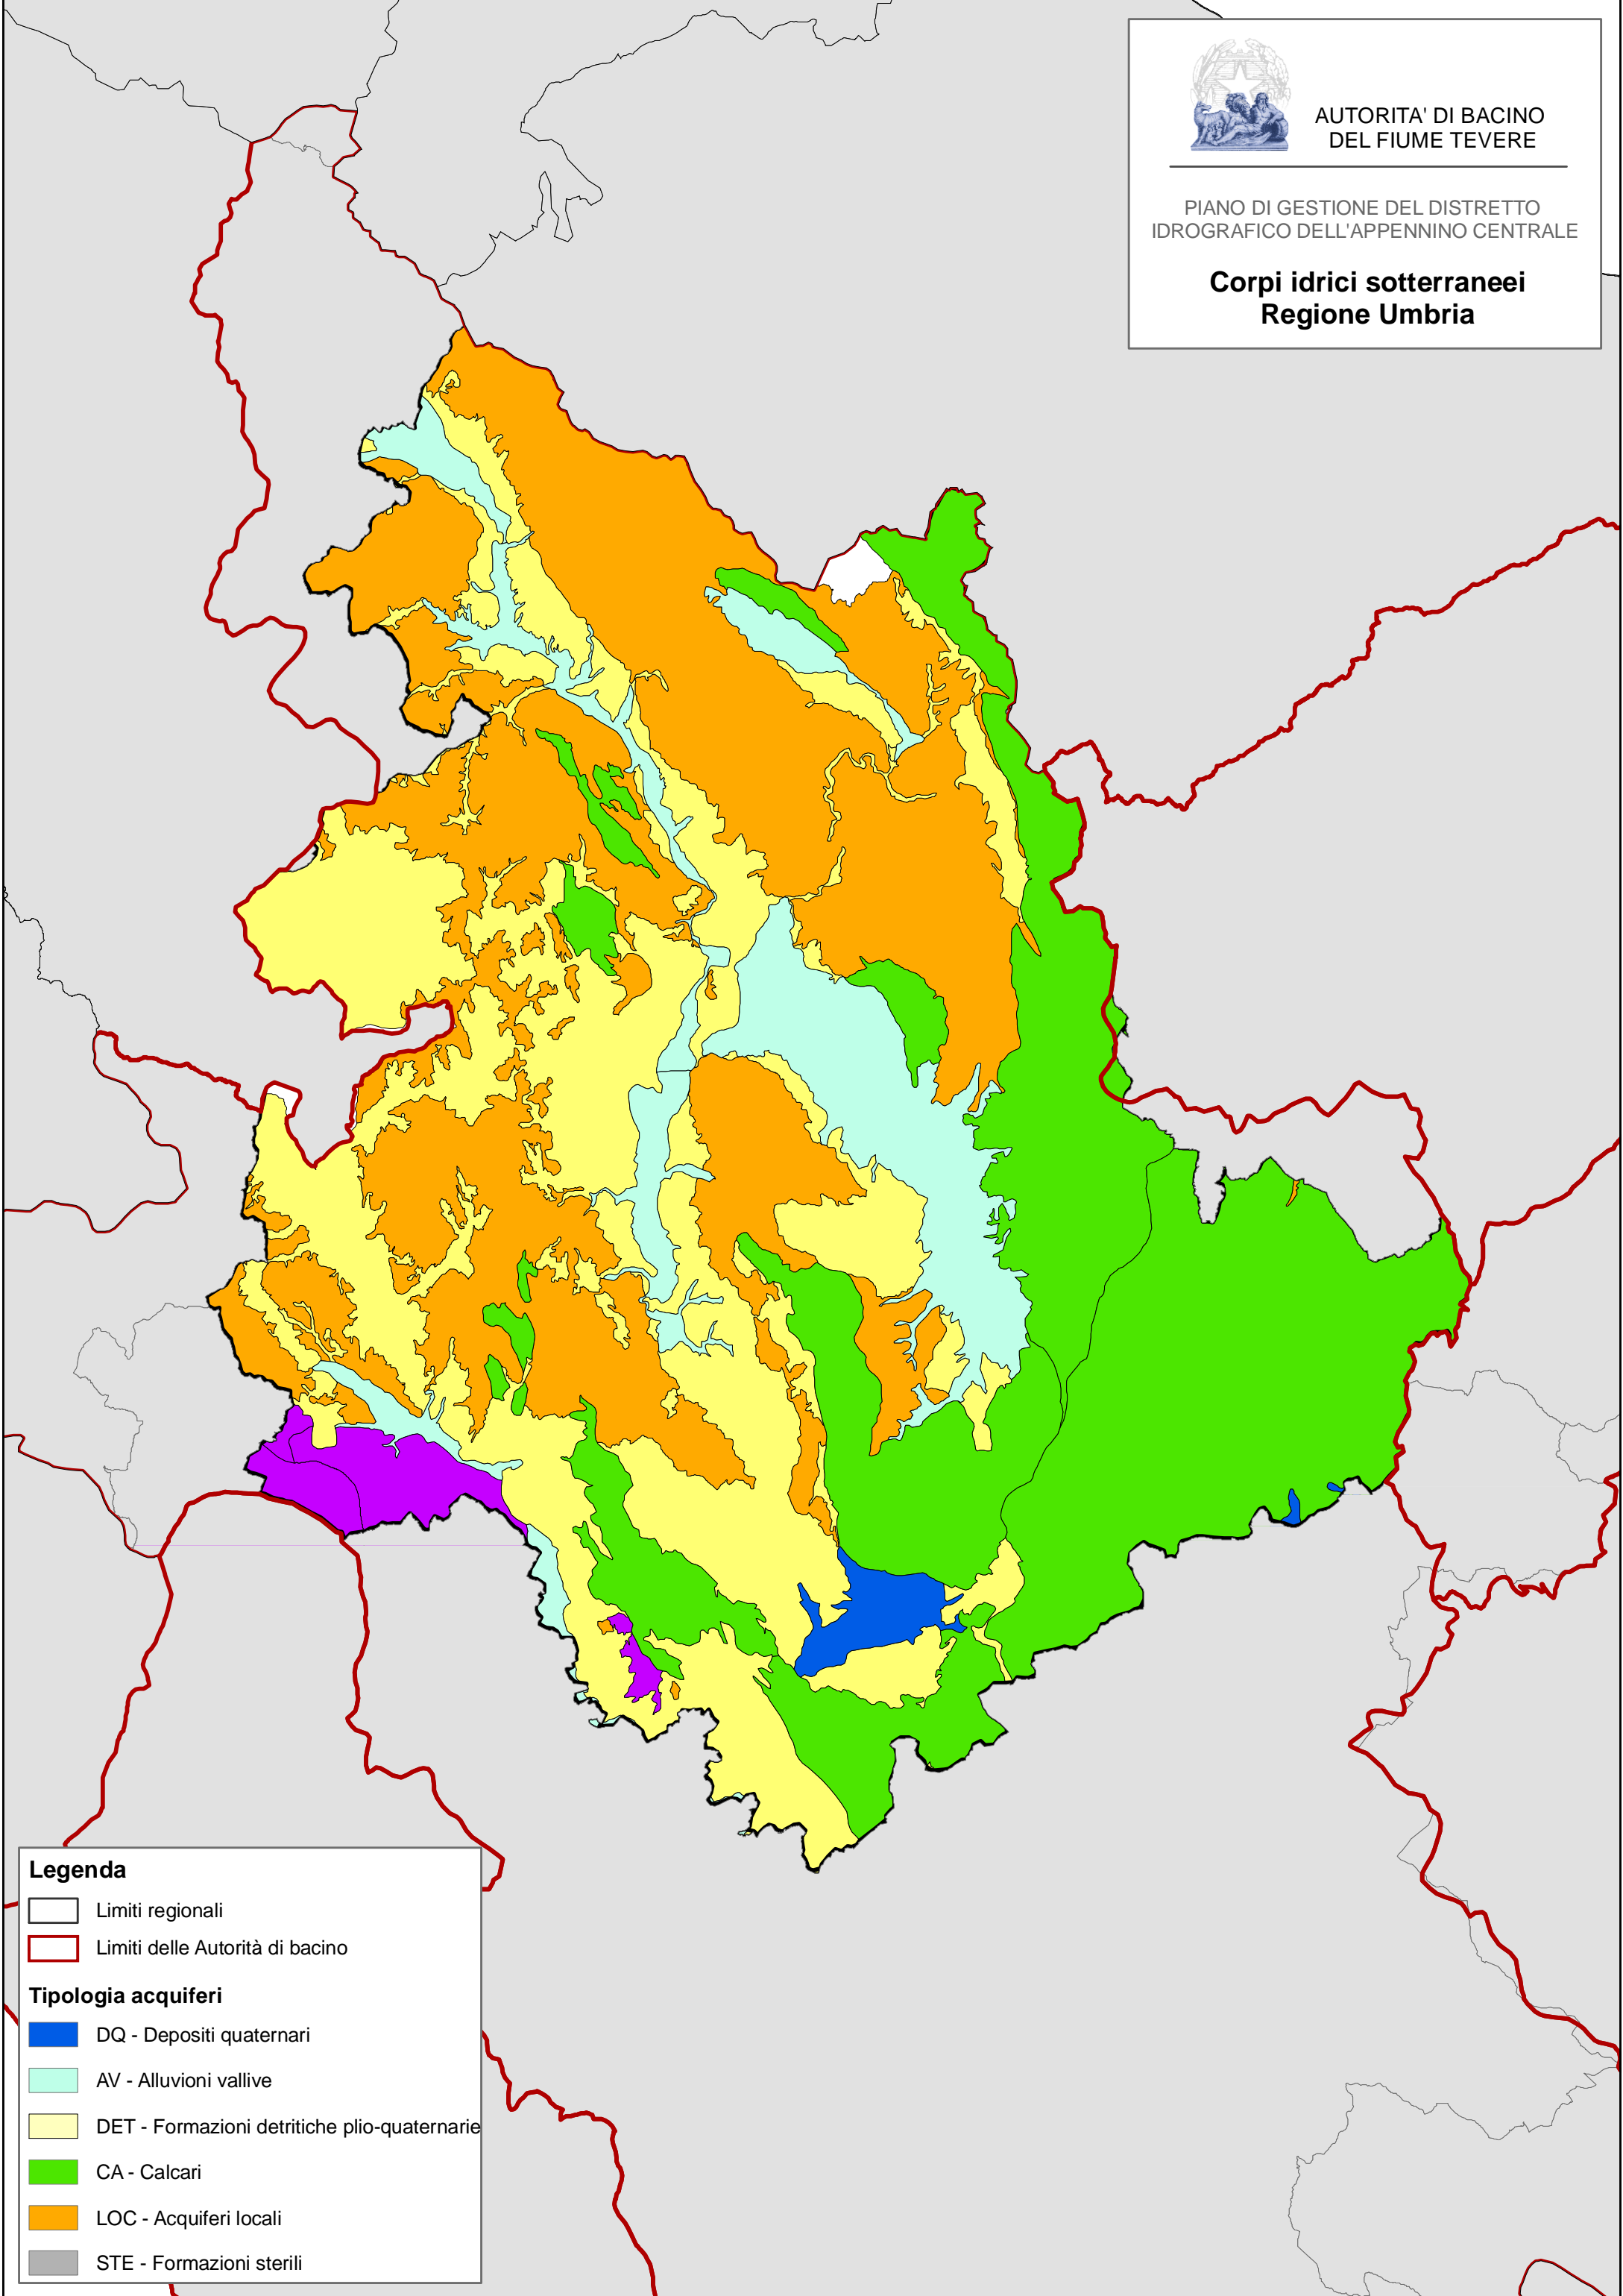 AUTORITA' DI BACINO
DEL FIUME TEVERE
PIANO DI GESTIONE DEL DISTRETTO
IDROGRAFICO DELL'APPENNINO CENTRALE
Corpi idrici sotterraneei
Regione Umbria
Legenda
Limiti regionali
Limiti delle Autorità di bacino
Tipologia acquiferi
DQ - Depositi quaternari
AV - Alluvioni vallive
DET - Formazioni detritiche plio-quaternarie
CA - Calcari
LOC - Acquiferi locali
STE - Formazioni sterili